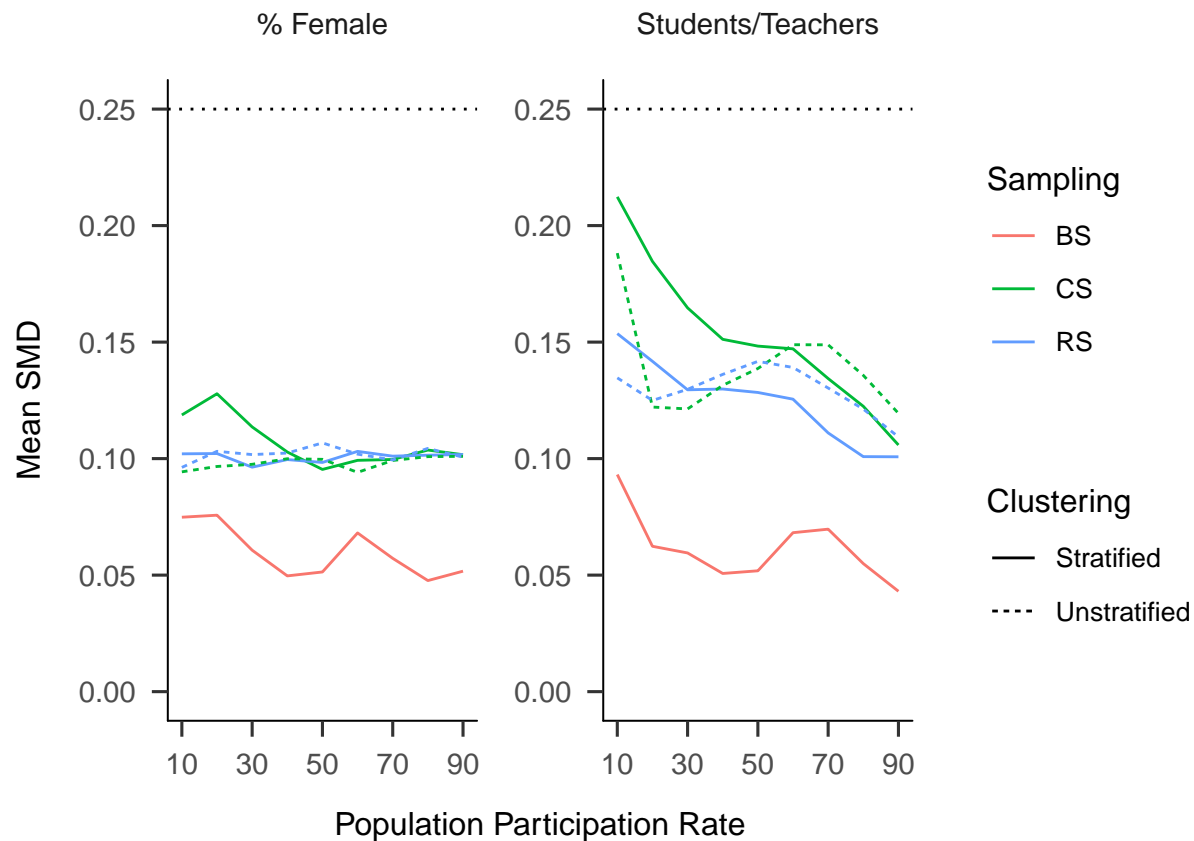 % Female
Students/Teachers
0.25
0.20
0.15
0.10
0.05
0.00
0.25
0.20
0.15
0.10
0.05
0.00
Mean SMD
10 30 50 70 90
10 30 50 70 90
Population Participation Rate
Sampling
BS
CS
RS
Clustering
Stratified
Unstratified